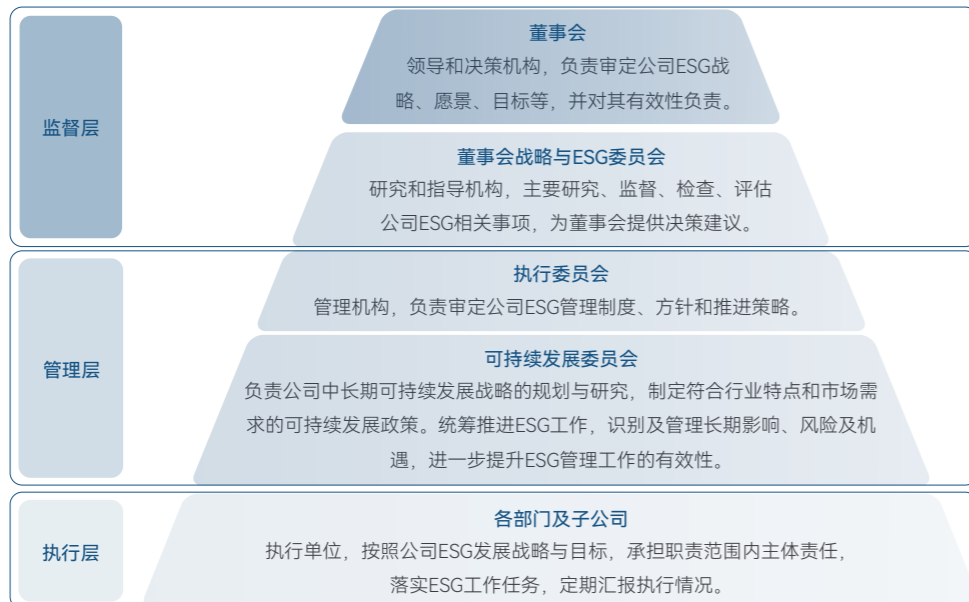 监督层
董事会
领导和决策机构，负责审定公司ESG战
略、愿景、目标等，并对其有效性负责。
董事会战略与ESG委员会
研究和指导机构，主要研究、监督、检查、评估
公司ESG相关事项，为董事会提供决策建议。
管理层
执行委员会
管理机构，负责审定公司ESG管理制度、方针和推进策略。
可持续发展委员会
负责公司中长期可持续发展战略的规划与研究，制定符合行业特点和市场需
求的可持续发展政策。统筹推进ESG工作，识别及管理长期影响、风险及机
遇，进一步提升ESG管理工作的有效性。
执行层
各部门及子公司
执行单位，按照公司ESG发展战略与目标，承担职责范围内主体责任，
落实ESG工作任务，定期汇报执行情况。